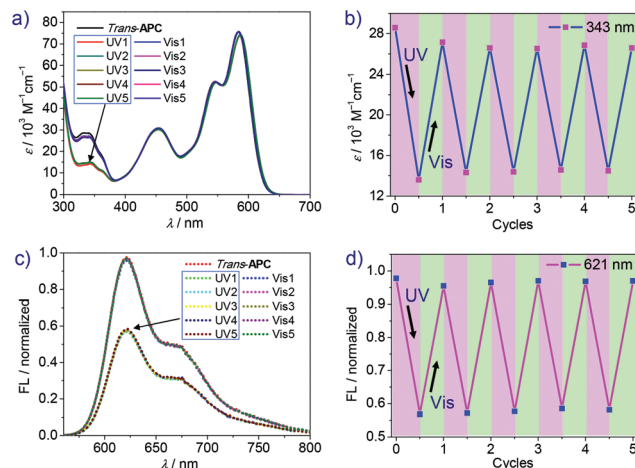 a)
Trans-APC
UV1 Vis1
UV2 Vis2
UV3 Vis3
UV4 Vis4
UV5 Vis5
80
70
60
50
40
30
20
10
0
ε / 10³ M⁻¹ cm⁻¹
300 400 500 600 700
λ / nm
b)
343 nm
28
24
20
16
12
ε / 10³ M⁻¹ cm⁻¹
UV
Vis
0 1 2 3 4 5
Cycles
c)
Trans-APC
UV1 Vis1
UV2 Vis2
UV3 Vis3
UV4 Vis4
UV5 Vis5
1.0
0.8
0.6
0.4
0.2
0.0
FL / normalized
600 650 700 750 800
λ / nm
d)
621 nm
1.0
0.9
0.8
0.7
0.6
0.5
FL / normalized
UV
Vis
0 1 2 3 4 5
Cycles